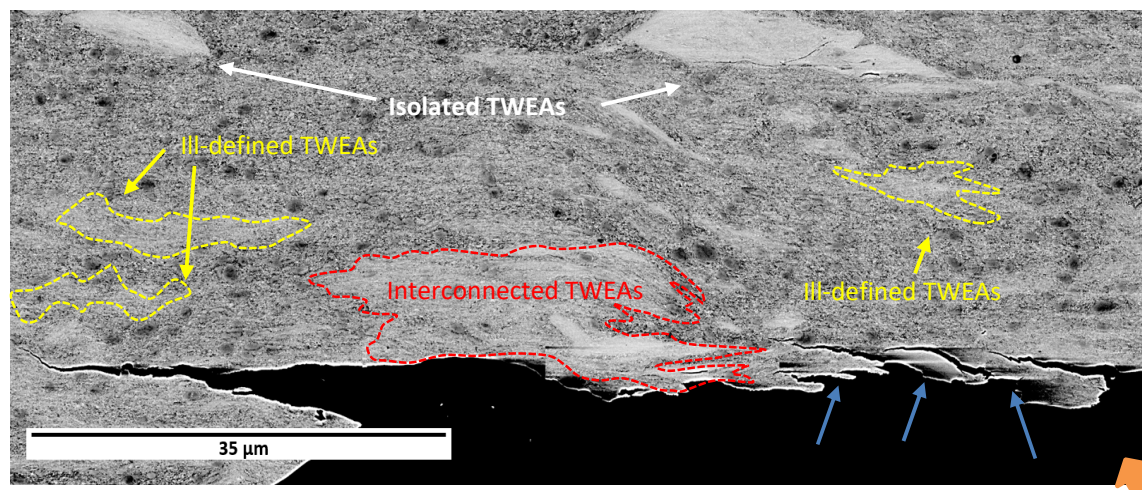 Isolated TWEAs
Ill-defined TWEAs
Interconnected TWEAs
Ill-defined TWEAs
35 µm